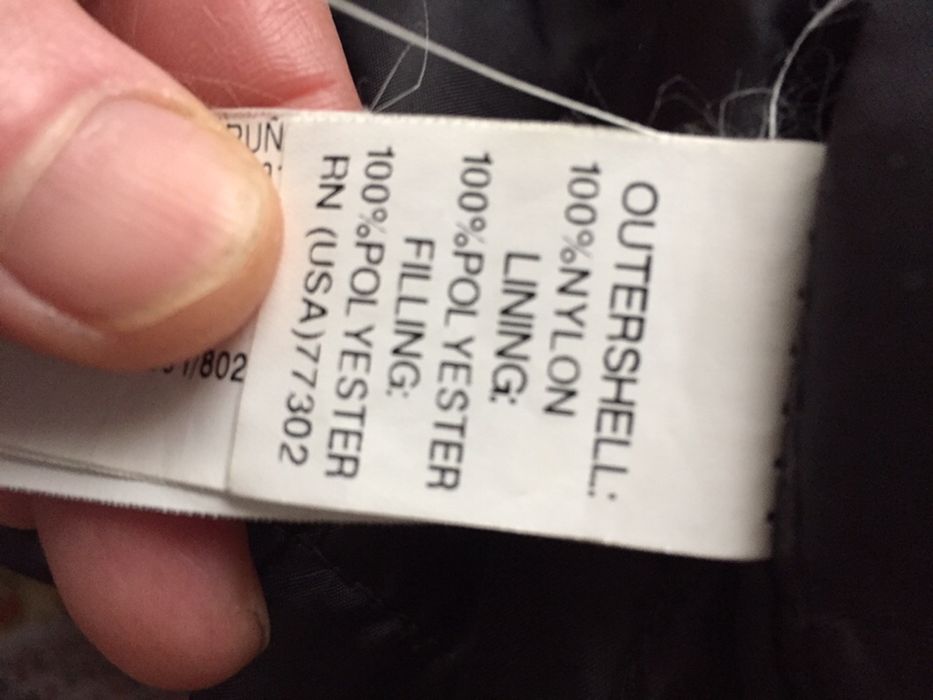 OUTERSHELL:
100%NYLON
LINING:
100%POLYESTER
FILLING:
100%POLYESTER
RN (USA)77302